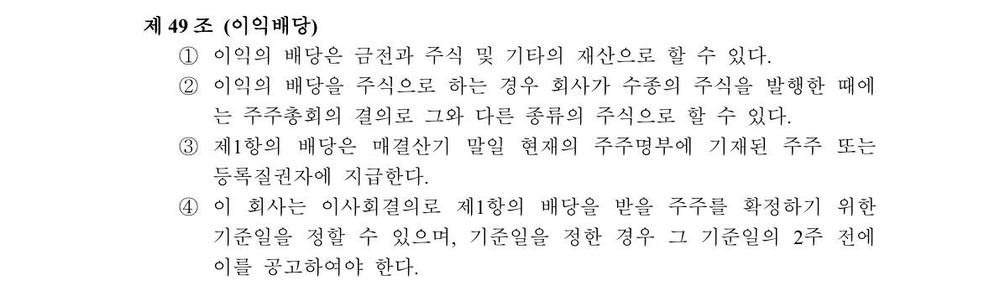 제 49 조 (이익배당)
① 이익의 배당은 금전과 주식 및 기타의 재산으로 할 수 있다.
② 이익의 배당을 주식으로 하는 경우 회사가 수종의 주식을 발행한 때에
는 주주총회의 결의로 그와 다른 종류의 주식으로 할 수 있다.
③ 제1항의 배당은 매결산기 말일 현재의 주주명부에 기재된 주주 또는
등록질권자에 지급한다.
④ 이 회사는 이사회결의로 제1항의 배당을 받을 주주를 확정하기 위한
기준일을 정할 수 있으며, 기준일을 정한 경우 그 기준일의 2주 전에
이를 공고하여야 한다.